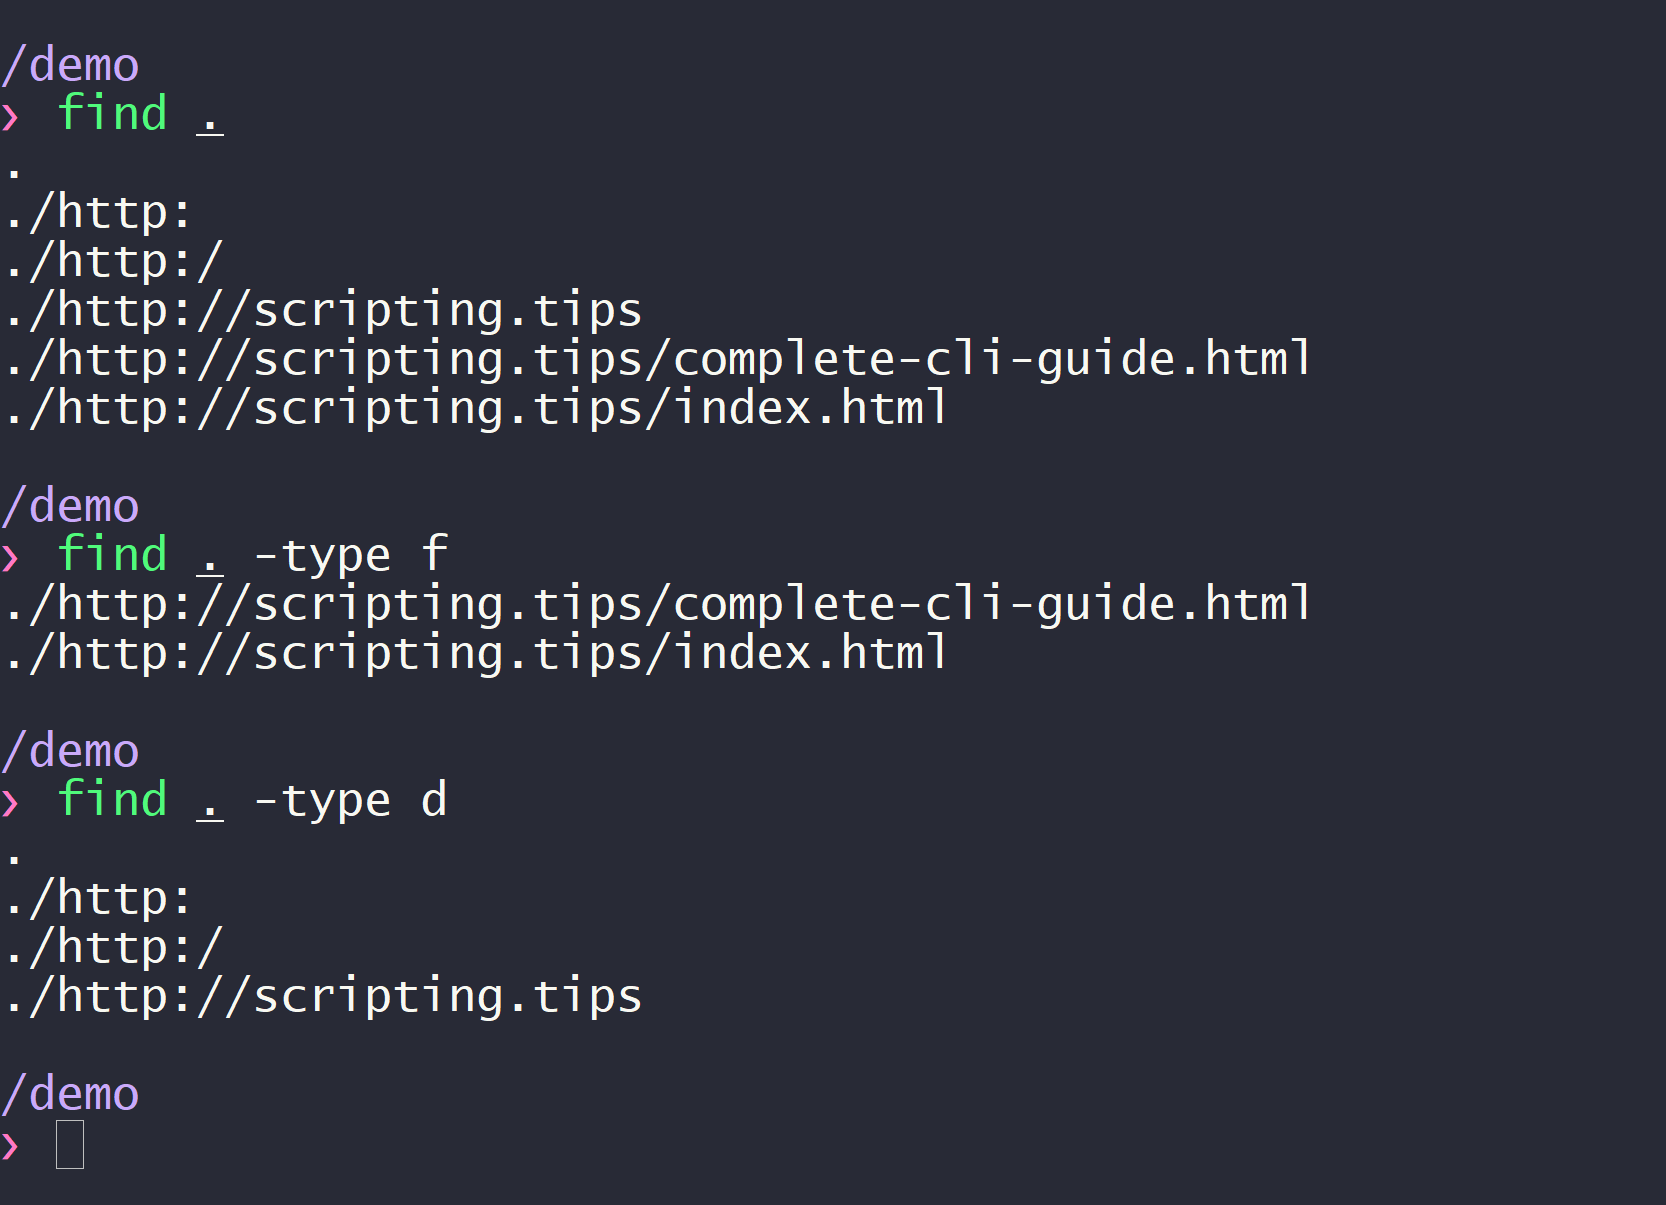 /demo
❯ find .
.
./http:
./http:/
./http://scripting.tips
./http://scripting.tips/complete-cli-guide.html
./http://scripting.tips/index.html
/demo
❯ find . -type f
./http://scripting.tips/complete-cli-guide.html
./http://scripting.tips/index.html
/demo
❯ find . -type d
.
./http:
./http:/
./http://scripting.tips
/demo
❯